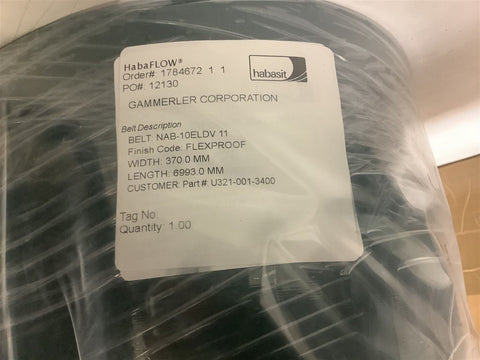 HabaFLOW®
habasit
Order#: 1784672 1 1
PO#: 12130
GAMMERLER CORPORATION
Belt Description
BELT: NAB-10ELDV 11
Finish Code: FLEXPROOF
WIDTH: 370.0 MM
LENGTH: 6993.0 MM
CUSTOMER: Part #: U321-001-3400
Tag No
Quantity: 1.00